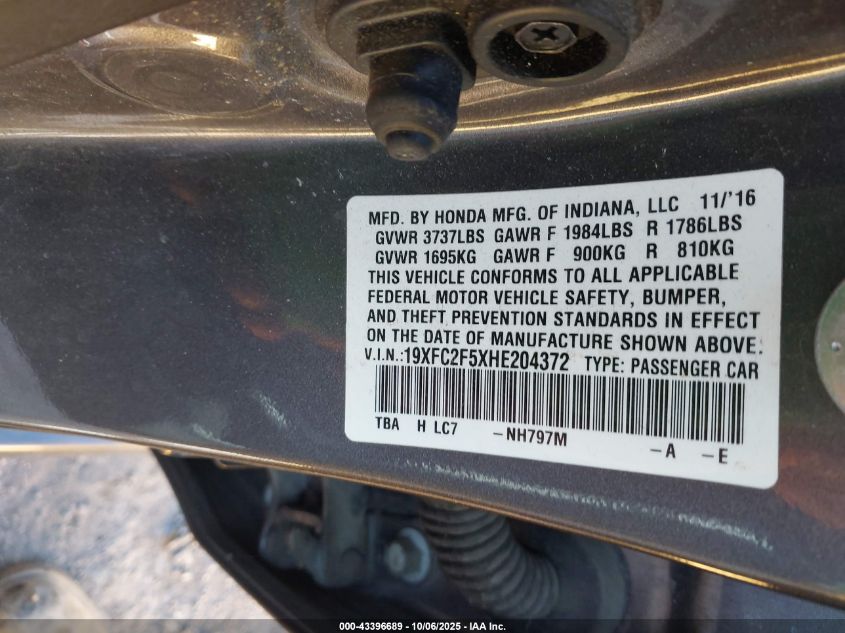 MFD. BY HONDA MFG. OF INDIANA, LLC 11/'16
GVWR 3737LBS GAWR F 1984LBS R 1786LBS
GVWR 1695KG GAWR F 900KG R 810KG
THIS VEHICLE CONFORMS TO ALL APPLICABLE
FEDERAL MOTOR VEHICLE SAFETY, BUMPER,
AND THEFT PREVENTION STANDARDS IN EFFECT
ON THE DATE OF MANUFACTURE SHOWN ABOVE.
V.I.N.:19XFC2F5XHE204372 TYPE: PASSENGER CAR
TBA H LC7 -NH797M -A -E
000-43396689 - 10/06/2025 - IAA Inc.